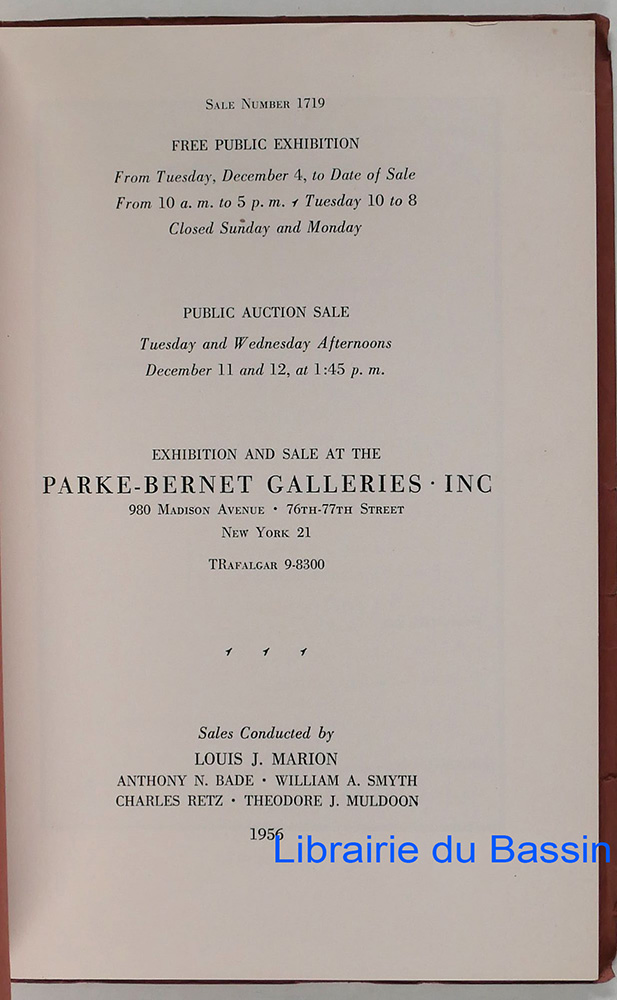 Sale Number 1719
FREE PUBLIC EXHIBITION
From Tuesday, December 4, to Date of Sale
From 10 a. m. to 5 p. m. Tuesday 10 to 8
Closed Sunday and Monday
PUBLIC AUCTION SALE
Tuesday and Wednesday Afternoons
December 11 and 12, at 1:45 p. m.
EXHIBITION AND SALE AT THE
PARKE-BERNET GALLERIES · INC
980 Madison Avenue · 76th-77th Street
New York 21
TRafalgar 9-8300
Sales Conducted by
LOUIS J. MARION
ANTHONY N. BADE · WILLIAM A. SMYTH
CHARLES RETZ · THEODORE J. MULDOON
1956
Librairie du Bassin